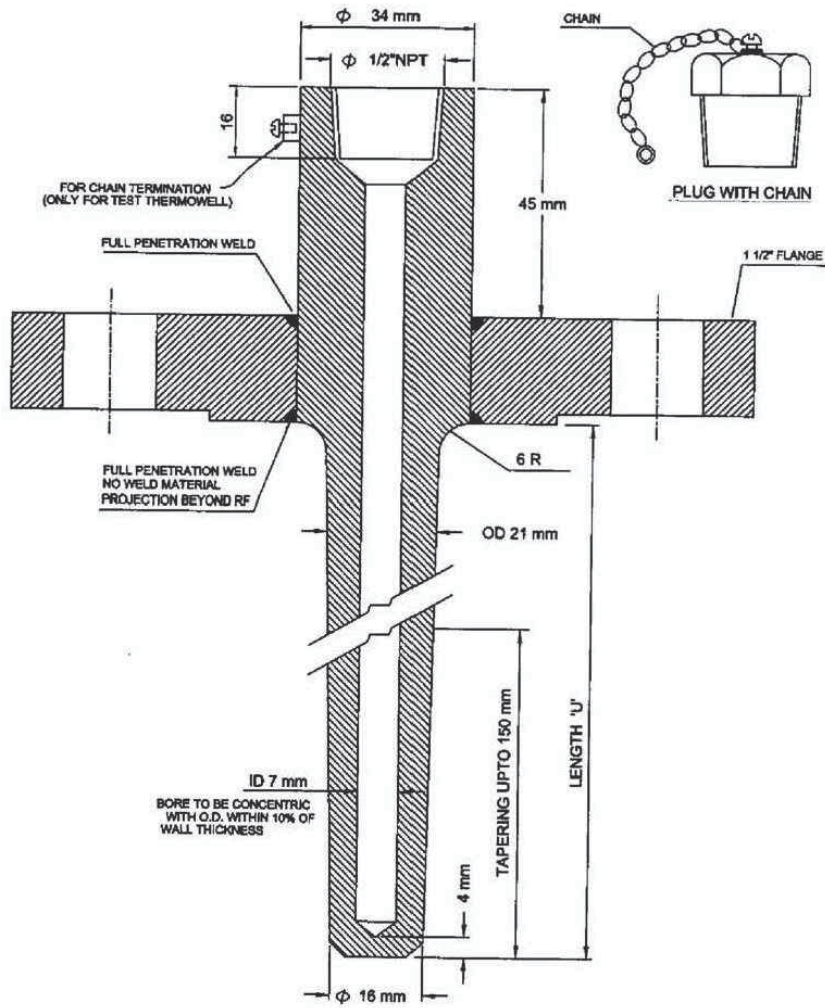 ϕ 34 mm
ϕ 1/2"NPT
CHAIN
16
FOR CHAIN TERMINATION
(ONLY FOR TEST THERMOWELL)
45 mm
PLUG WITH CHAIN
FULL PENETRATION WELD
1 1/2" FLANGE
FULL PENETRATION WELD
NO WELD MATERIAL
PROJECTION BEYOND RF
6 R
OD 21 mm
TAPERING UPTO 150 mm
LENGTH 'U'
ID 7 mm
BORE TO BE CONCENTRIC
WITH O.D. WITHIN 10% OF
WALL THICKNESS
4 mm
ϕ 16 mm